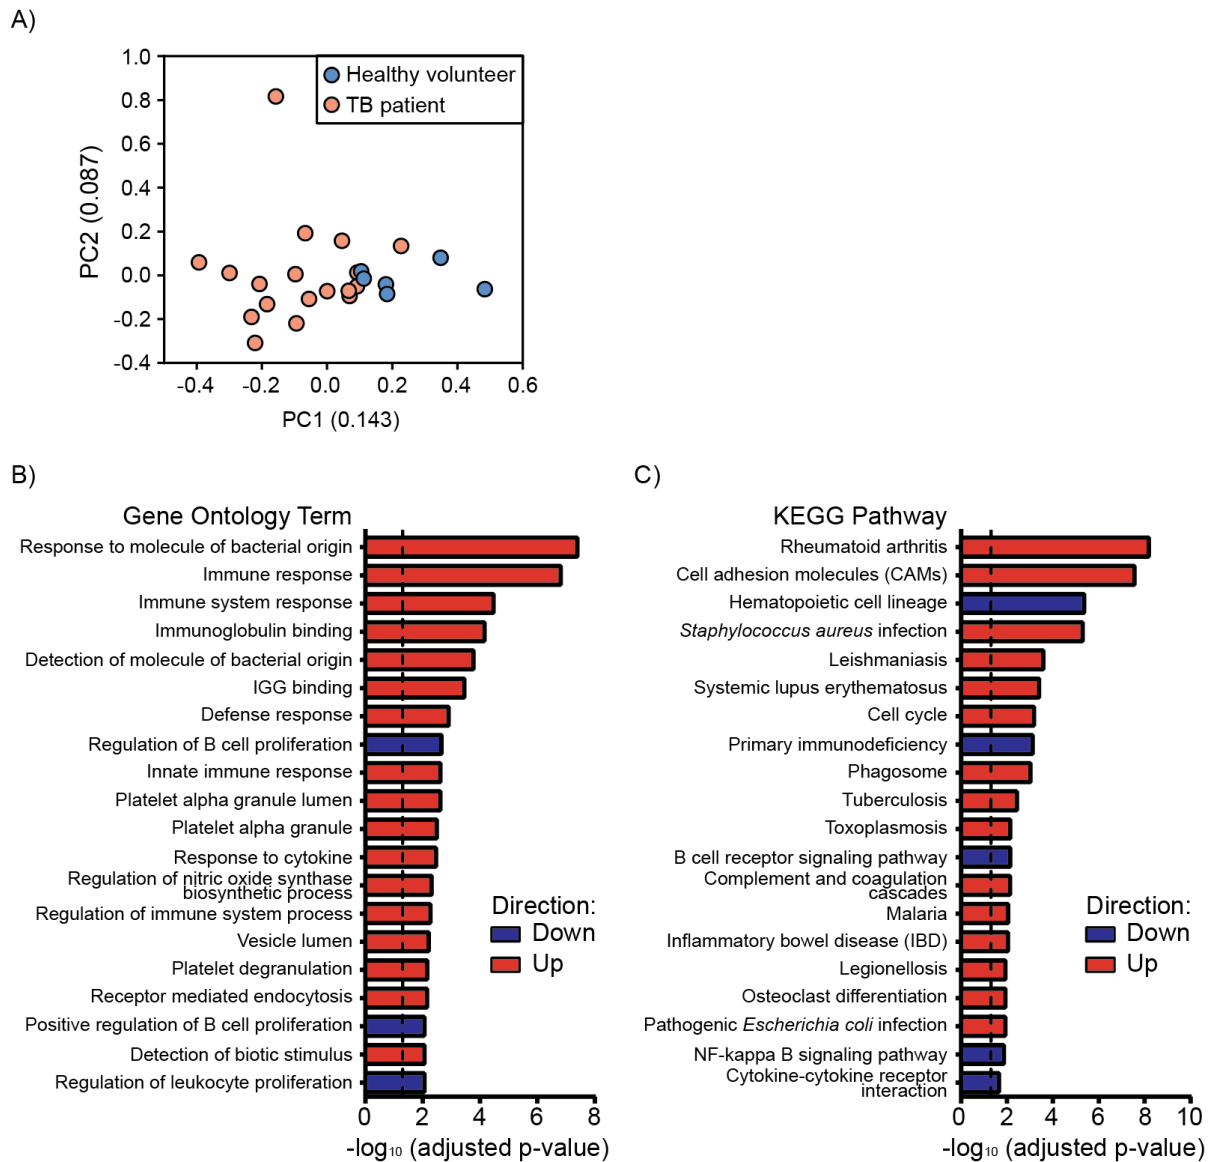 A)
1.0
0.8
0.6
0.4
0.2
0.0
-0.2
-0.4
PC2 (0.087)
Healthy volunteer
TB patient
-0.4 -0.2 0.0 0.2 0.4 0.6
PC1 (0.143)
B)
Gene Ontology Term
Response to molecule of bacterial origin
Immune response
Immune system response
Immunoglobulin binding
Detection of molecule of bacterial origin
IGG binding
Defense response
Regulation of B cell proliferation
Innate immune response
Platelet alpha granule lumen
Platelet alpha granule
Response to cytokine
Regulation of nitric oxide synthase
biosynthetic process
Regulation of immune system process
Vesicle lumen
Platelet degranulation
Receptor mediated endocytosis
Positive regulation of B cell proliferation
Detection of biotic stimulus
Regulation of leukocyte proliferation
Direction:
Down
Up
0 2 4 6 8
-log₁₀ (adjusted p-value)
C)
KEGG Pathway
Rheumatoid arthritis
Cell adhesion molecules (CAMs)
Hematopoietic cell lineage
Staphylococcus aureus infection
Leishmaniasis
Systemic lupus erythematosus
Cell cycle
Primary immunodeficiency
Phagosome
Tuberculosis
Toxoplasmosis
B cell receptor signaling pathway
Complement and coagulation
cascades
Malaria
Inflammatory bowel disease (IBD)
Legionellosis
Osteoclast differentiation
Pathogenic Escherichia coli infection
NF-kappa B signaling pathway
Cytokine-cytokine receptor
interaction
Direction:
Down
Up
0 2 4 6 8 10
-log₁₀ (adjusted p-value)